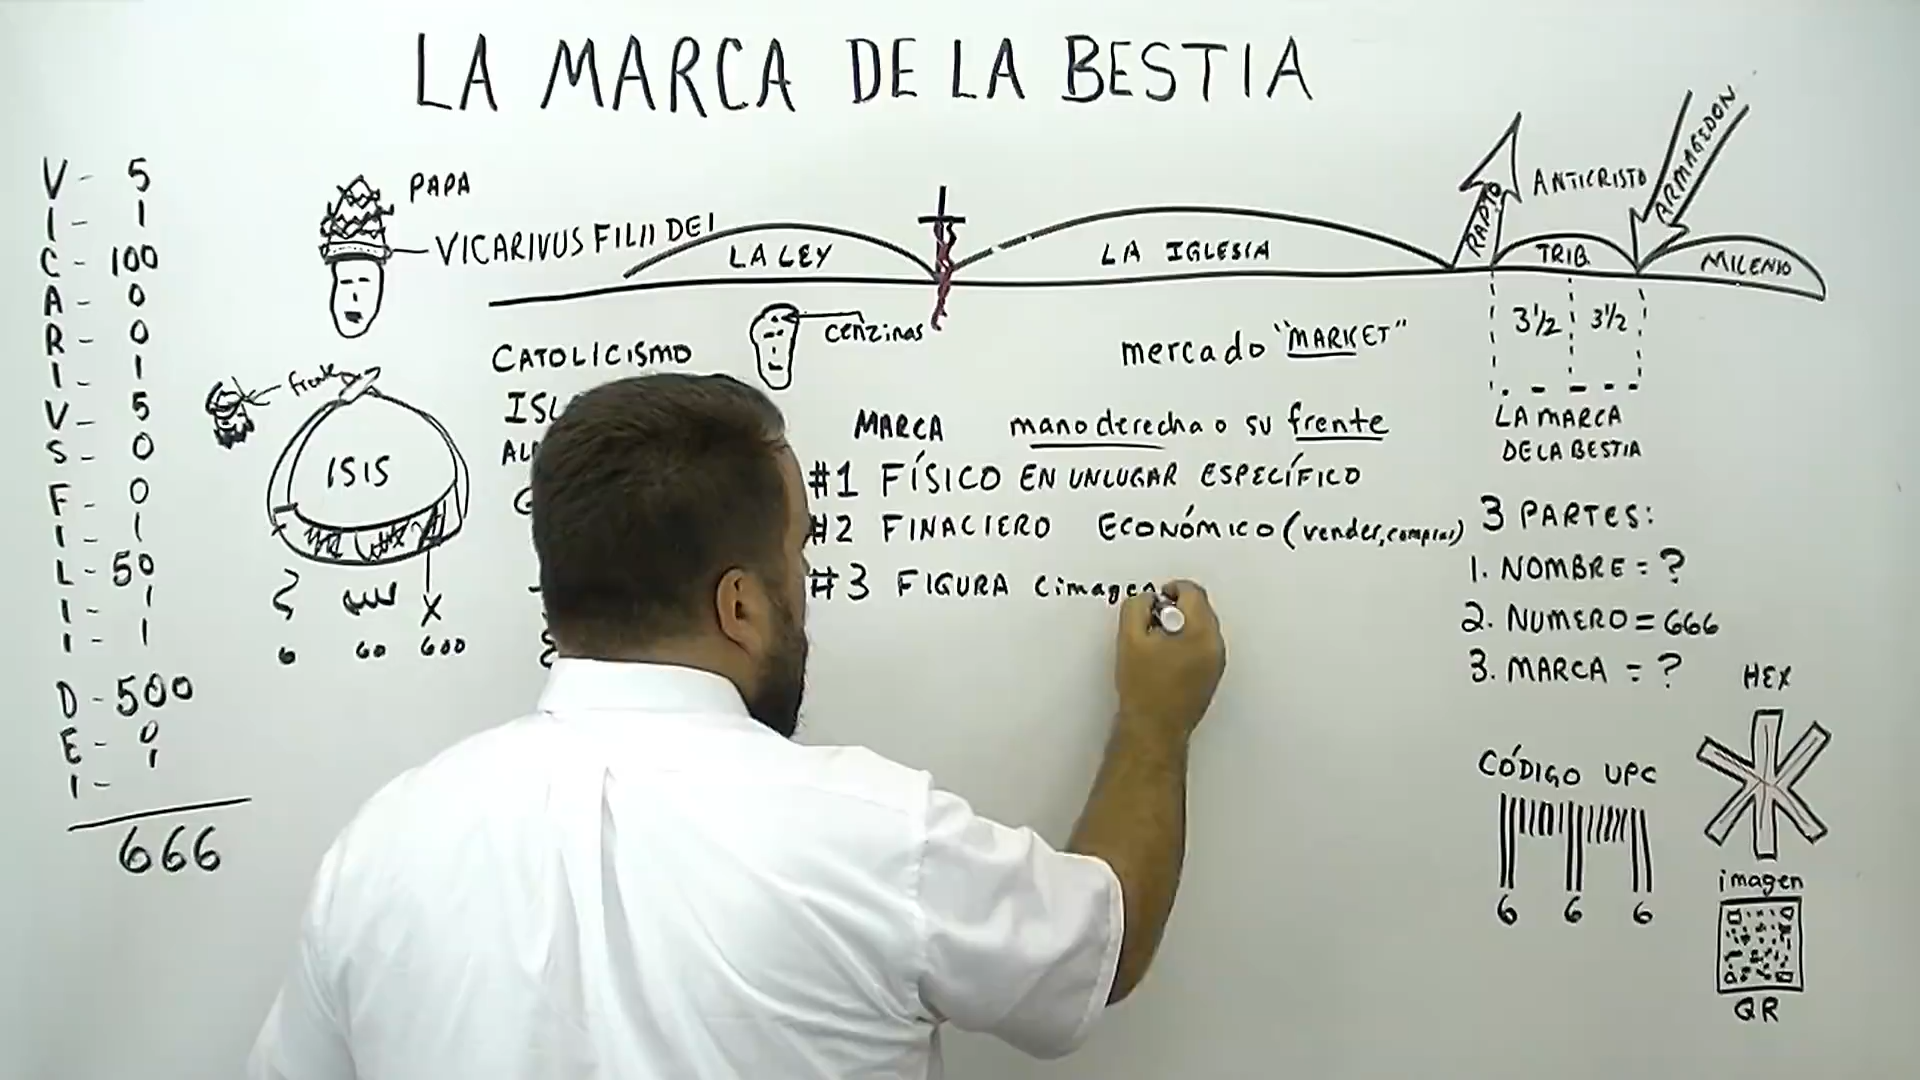 LA MARCA DE LA BESTIA
V - 5
I - 1
C - 100
A - 0
R - 0
I - 1
V - 5
S - 0
F - 0
I - 1
L - 50
I - 1
I - 1
D - 500
E - 0
I - 1
666
PAPA
VICARIVUS FILII DEI
frente
ISIS
X
6 60 600
LA LEY
LA IGLESIA
RAPTO
ANTICRISTO
ARMAGEDON
TRIB.
MILENIO
3½ 3½
LA MARCA
DE LA BESTIA
CATOLICISMO
cenzinas
mercado "MARKET"
MARCA mano derecha o su frente
#1 FÍSICO EN UN LUGAR ESPECÍFICO
#2 FINACIERO ECONÓMICO (vender, comprar)
#3 FIGURA (imagen
3 PARTES:
1. NOMBRE = ?
2. NUMERO = 666
3. MARCA = ?
HEX
CÓDIGO UPC
6 6 6
imagen
QR